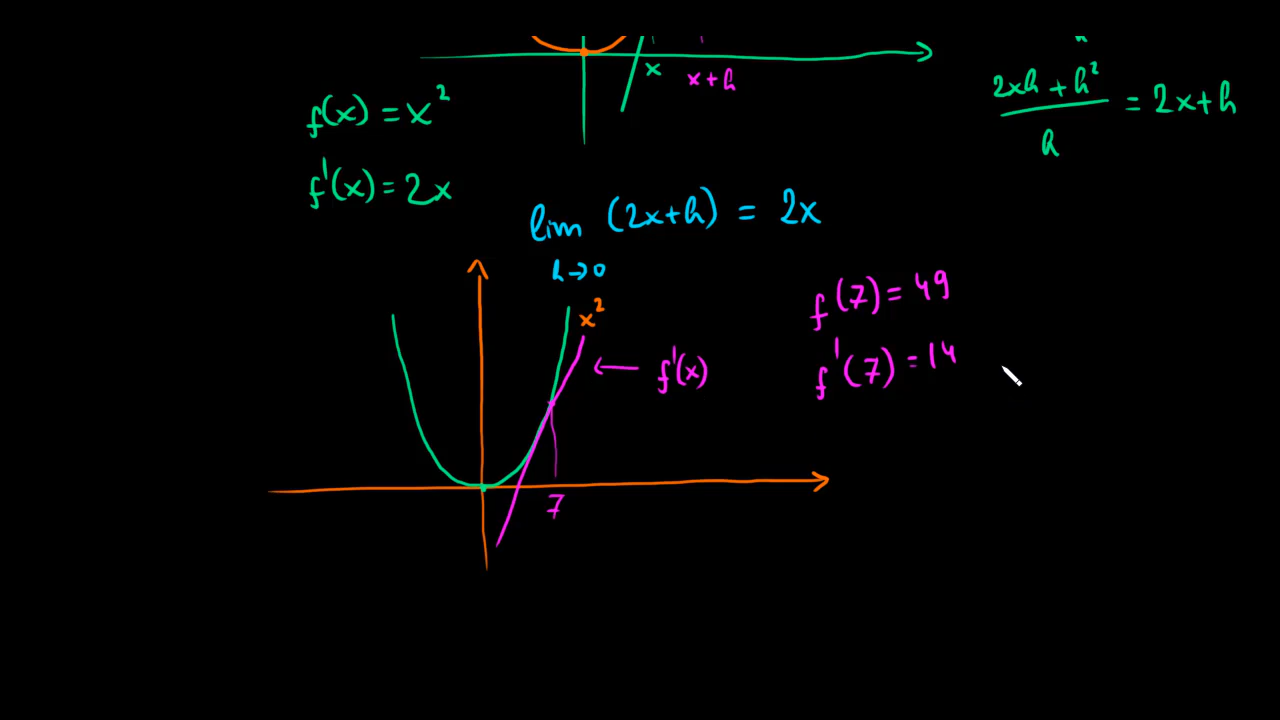 x
x+h
f(x) = x²
2xh + h²
h
= 2x+h
f'(x) = 2x
lim (2x+h) = 2x
h→0
x²
f'(x)
f(7) = 49
f'(7) = 14
7